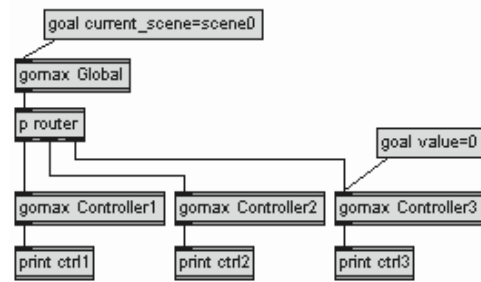 goal current_scene=scene0
gomax Global
p router
goal value=0
gomax Controller1
gomax Controller2
gomax Controller3
print ctrl1
print ctrl2
print ctrl3